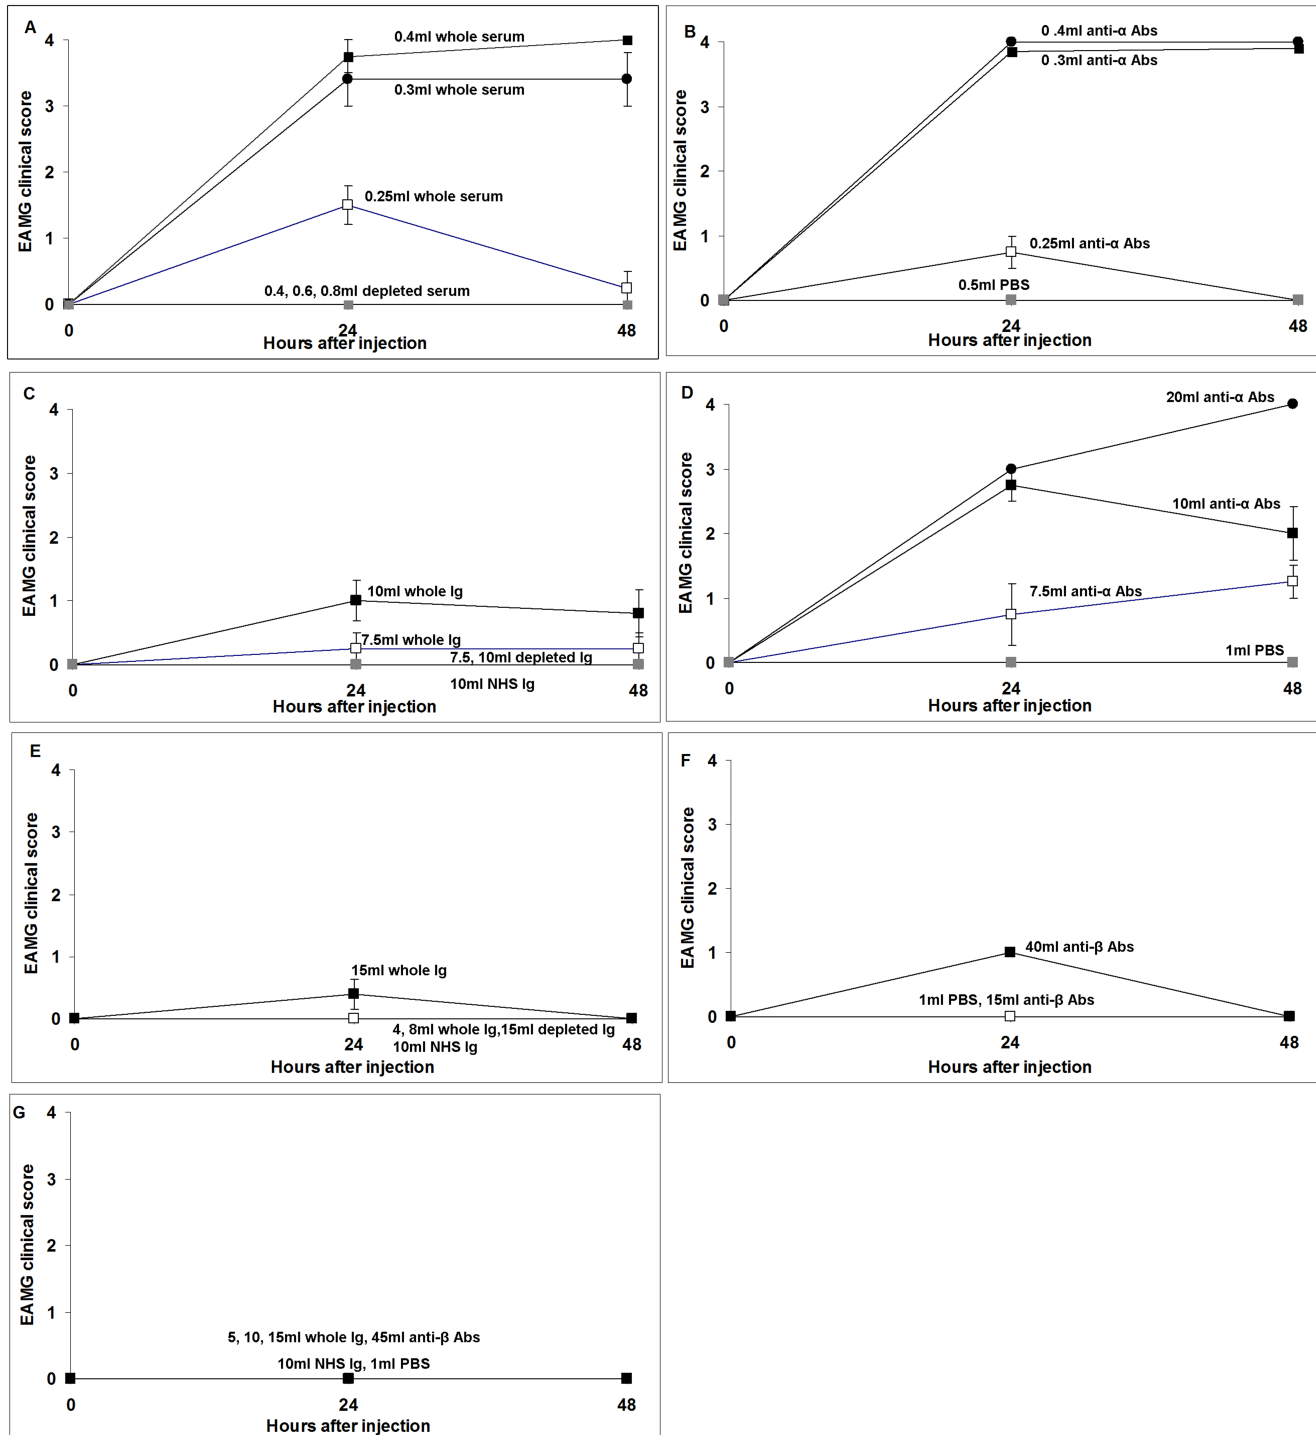 A
4
3
2
1
0
EAMG clinical score
0.4ml whole serum
0.3ml whole serum
0.25ml whole serum
0.4, 0.6, 0.8ml depleted serum
0
24
48
Hours after injection
B
4
3
2
1
0
EAMG clinical score
0 .4ml anti-α Abs
0 .3ml anti-α Abs
0.25ml anti-α Abs
0.5ml PBS
0
24
48
Hours after injection
C
4
3
2
1
0
EAMG clinical score
10ml whole Ig
7.5ml whole Ig
7.5, 10ml depleted Ig
10ml NHS Ig
0
24
48
Hours after injection
D
4
3
2
1
0
EAMG clinical score
20ml anti-α Abs
10ml anti-α Abs
7.5ml anti-α Abs
1ml PBS
0
24
48
Hours after injection
E
4
3
2
1
0
EAMG clinical score
15ml whole Ig
4, 8ml whole Ig,15ml depleted Ig
10ml NHS Ig
0
24
48
Hours after injection
F
4
3
2
1
0
EAMG clinical score
40ml anti-β Abs
1ml PBS, 15ml anti-β Abs
0
24
48
Hours after injection
G
4
3
2
1
0
EAMG clinical score
5, 10, 15ml whole Ig, 45ml anti-β Abs
10ml NHS Ig, 1ml PBS
0
24
48
Hours after injection